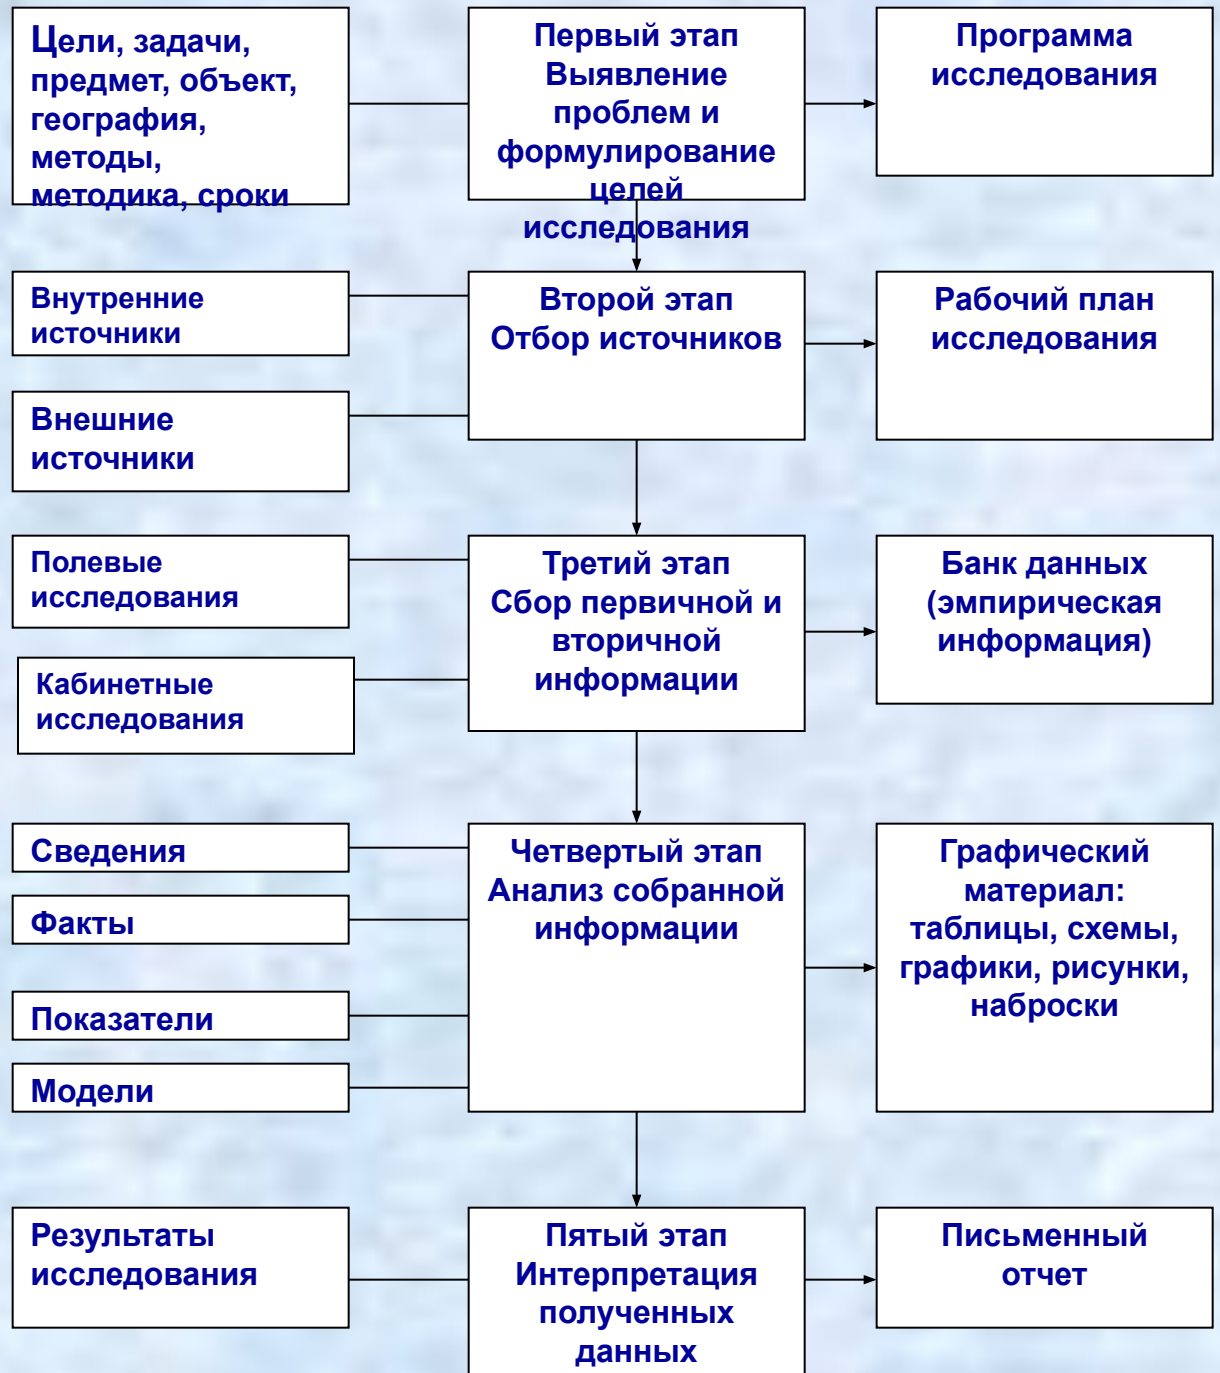 Цели, задачи,
предмет, объект,
география,
методы,
методика, сроки
Первый этап
Выявление
проблем и
формулирование
целей
исследования
Программа
исследования
Внутренние
источники
Внешние
источники
Второй этап
Отбор источников
Рабочий план
исследования
Полевые
исследования
Кабинетные
исследования
Третий этап
Сбор первичной и
вторичной
информации
Банк данных
(эмпирическая
информация)
Сведения
Факты
Показатели
Модели
Четвертый этап
Анализ собранной
информации
Графический
материал:
таблицы, схемы,
графики, рисунки,
наброски
Результаты
исследования
Пятый этап
Интерпретация
полученных
данных
Письменный
отчет